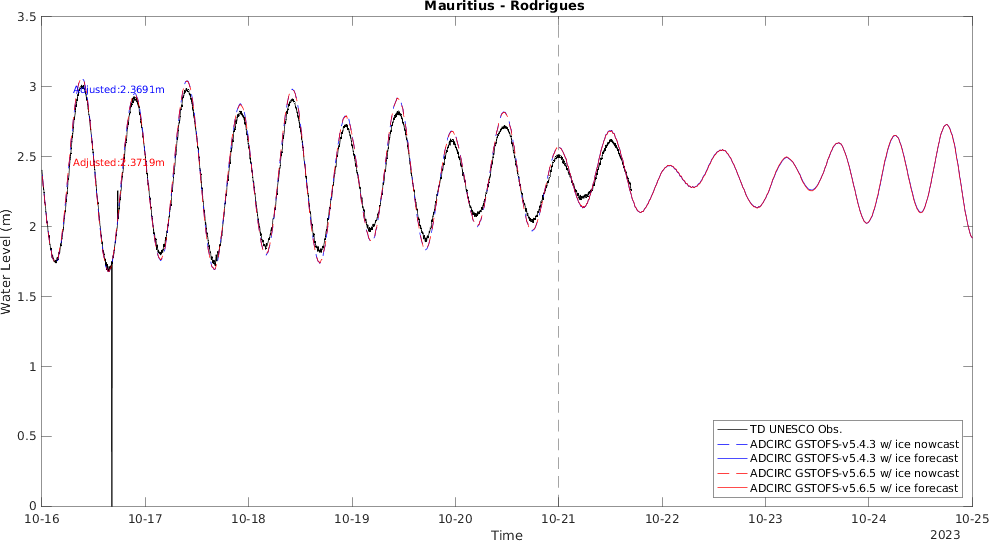 Mauritius - Rodrigues
3.5
3
2.5
2
1.5
1
0.5
0
Water Level (m)
Adjusted:2.3691m
Adjusted:2.3719m
TD UNESCO Obs.
ADCIRC GSTOFS-v5.4.3 w/ ice nowcast
ADCIRC GSTOFS-v5.4.3 w/ ice forecast
ADCIRC GSTOFS-v5.6.5 w/ ice nowcast
ADCIRC GSTOFS-v5.6.5 w/ ice forecast
10-16 10-17 10-18 10-19 10-20 10-21 10-22 10-23 10-24 10-25
Time
2023